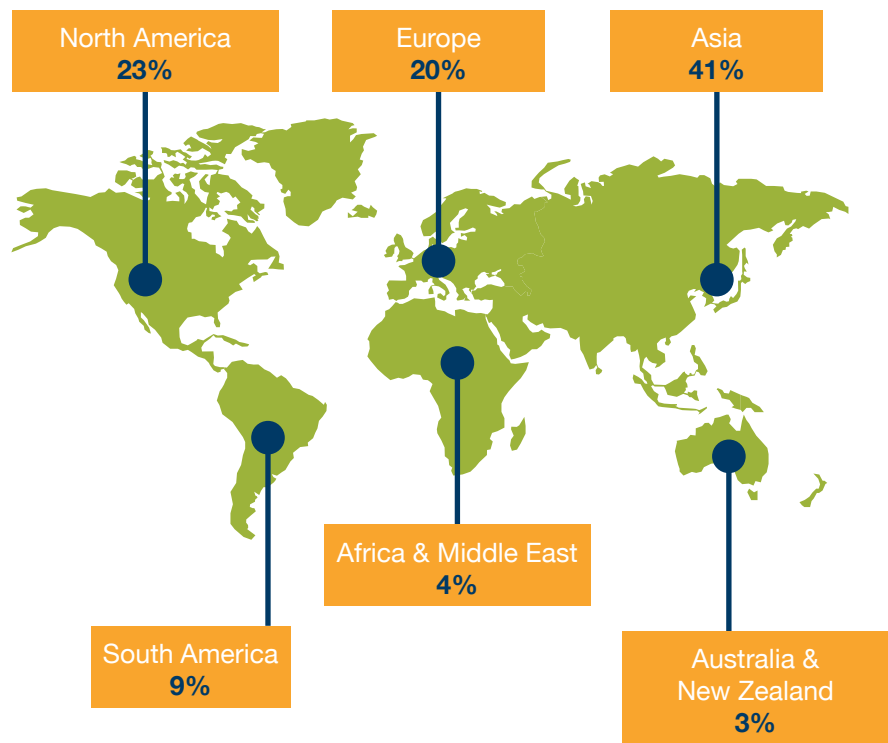 North America
23%
Europe
20%
Asia
41%
Africa & Middle East
4%
South America
9%
Australia &
New Zealand
3%